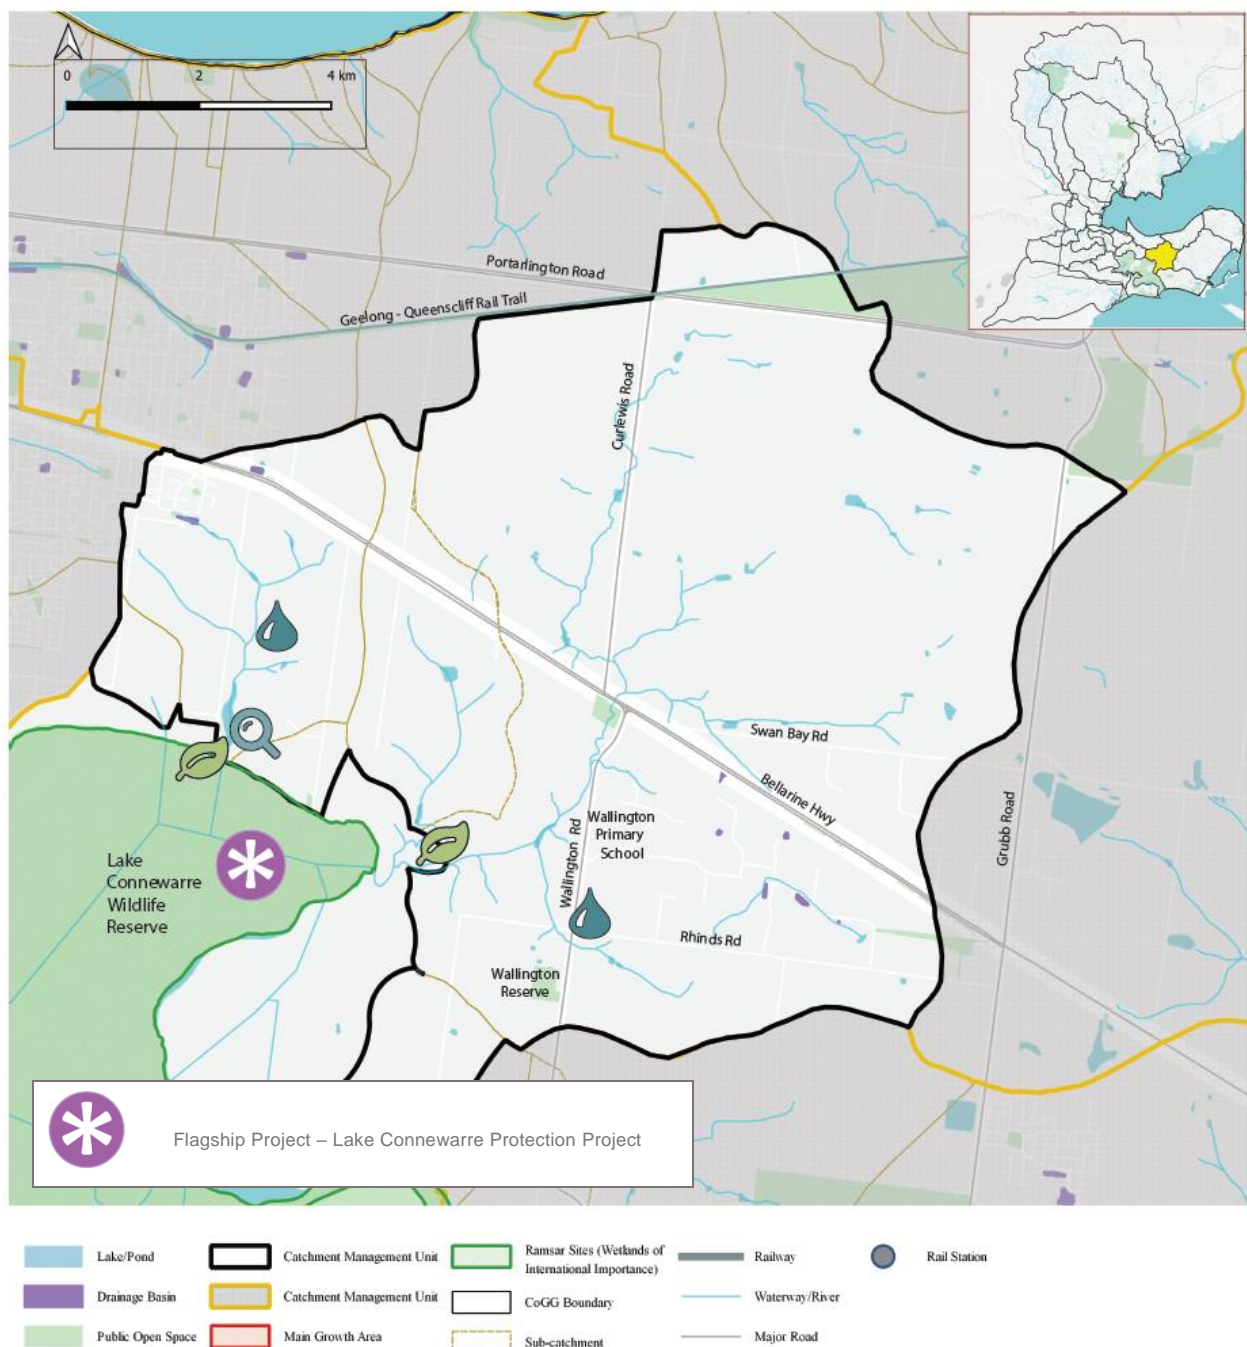 0
2
4 km
Portarlington Road
Geelong - Queenscliff Rail Trail
Curlewis Road
Swan Bay Rd
Bellarine Hwy
Wallington
Primary
School
Wallington Rd
Grubb Road
Lake
Connewarre
Wildlife
Reserve
Rhinds Rd
Wallington
Reserve
Flagship Project – Lake Connewarre Protection Project
Lake/Pond
Catchment Management Unit
Ramsar Sites (Wetlands of
International Importance)
Railway
Rail Station
Drainage Basin
Catchment Management Unit
CoGG Boundary
Waterway/River
Public Open Space
Main Growth Area
Sub-catchment
Major Road